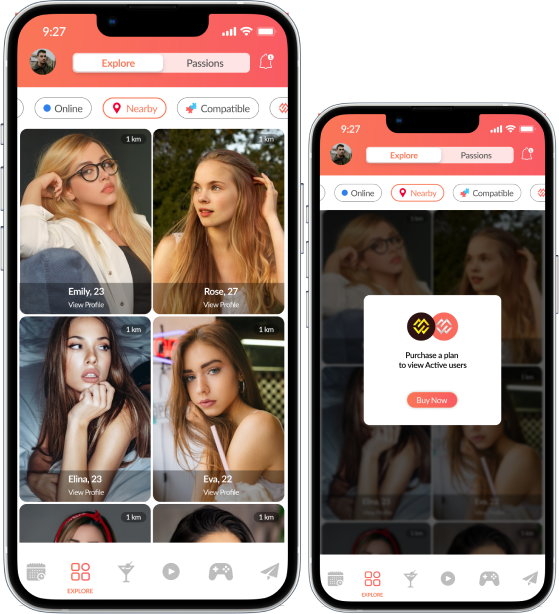 9:27
Explore
Passions
Online
Nearby
Compatible
1 km
1 km
Emily, 23
View Profile
Rose, 27
View Profile
1 km
1 km
Elina, 23
View Profile
Eva, 22
View Profile
1 km
1 km
EXPLORE
9:27
Explore
Passions
Online
Nearby
Compatible
Purchase a plan
to view Active users
Buy Now
EXPLORE